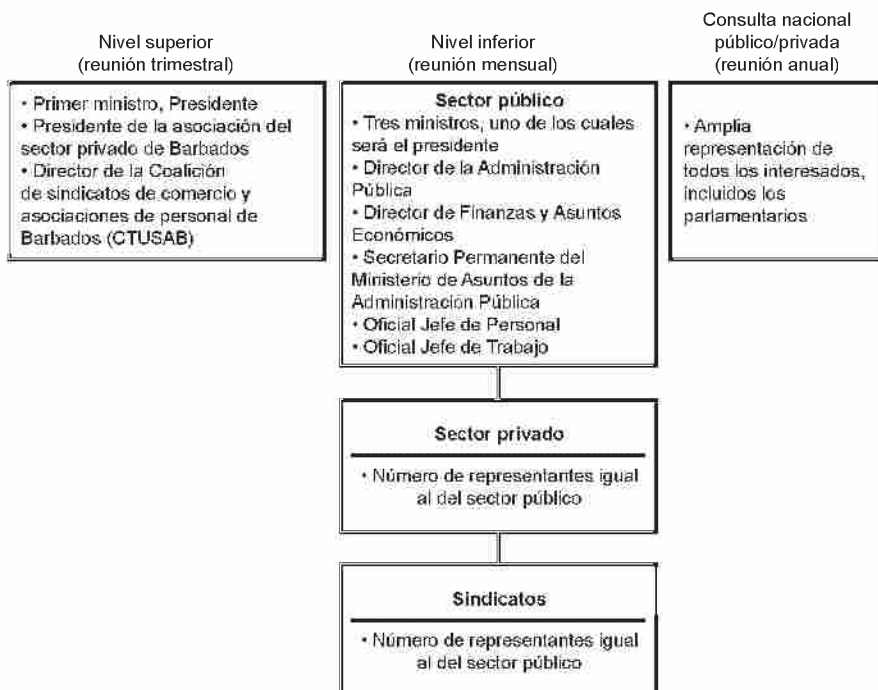 Nivel superior
(reunión trimestral)
• Primer ministro, Presidente
• Presidente de la asociación del
sector privado de Barbados
• Director de la Coalición
de sindicatos de comercio y
asociaciones de personal de
Barbados (CTUSAB)
Nivel inferior
(reunión mensual)
Sector público
• Tres ministros, uno de los cuales
será el presidente
• Director de la Administración
Pública
• Director de Finanzas y Asuntos
Económicos
• Secretario Permanente del
Ministerio de Asuntos de la
Administración Pública
• Oficial Jefe de Personal
• Oficial Jefe de Trabajo
Sector privado
• Número de representantes igual
al del sector público
Sindicatos
• Número de representantes igual
al del sector público
Consulta nacional
público/privada
(reunión anual)
• Amplia
representación de
todos los interesados,
incluidos los
parlamentarios